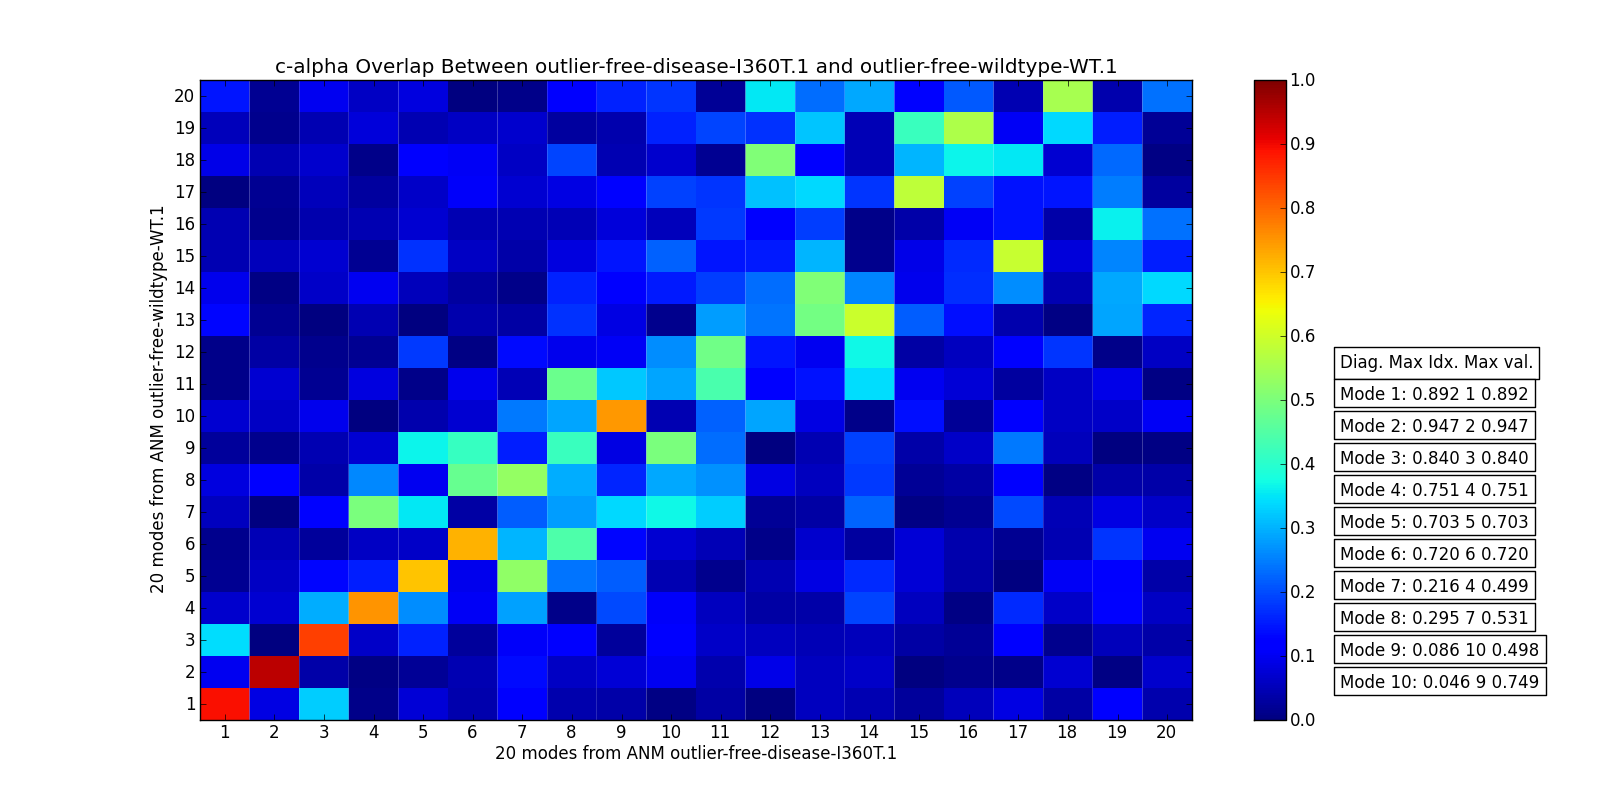 c-alpha Overlap Between outlier-free-disease-I360T.1 and outlier-free-wildtype-WT.1
20 modes from ANM outlier-free-wildtype-WT.1
20
19
18
17
16
15
14
13
12
11
10
9
8
7
6
5
4
3
2
1
1 2 3 4 5 6 7 8 9 10 11 12 13 14 15 16 17 18 19 20
20 modes from ANM outlier-free-disease-I360T.1
1.0
0.9
0.8
0.7
0.6
0.5
0.4
0.3
0.2
0.1
0.0
Diag. Max Idx. Max val.
Mode 1: 0.892 1 0.892
Mode 2: 0.947 2 0.947
Mode 3: 0.840 3 0.840
Mode 4: 0.751 4 0.751
Mode 5: 0.703 5 0.703
Mode 6: 0.720 6 0.720
Mode 7: 0.216 4 0.499
Mode 8: 0.295 7 0.531
Mode 9: 0.086 10 0.498
Mode 10: 0.046 9 0.749